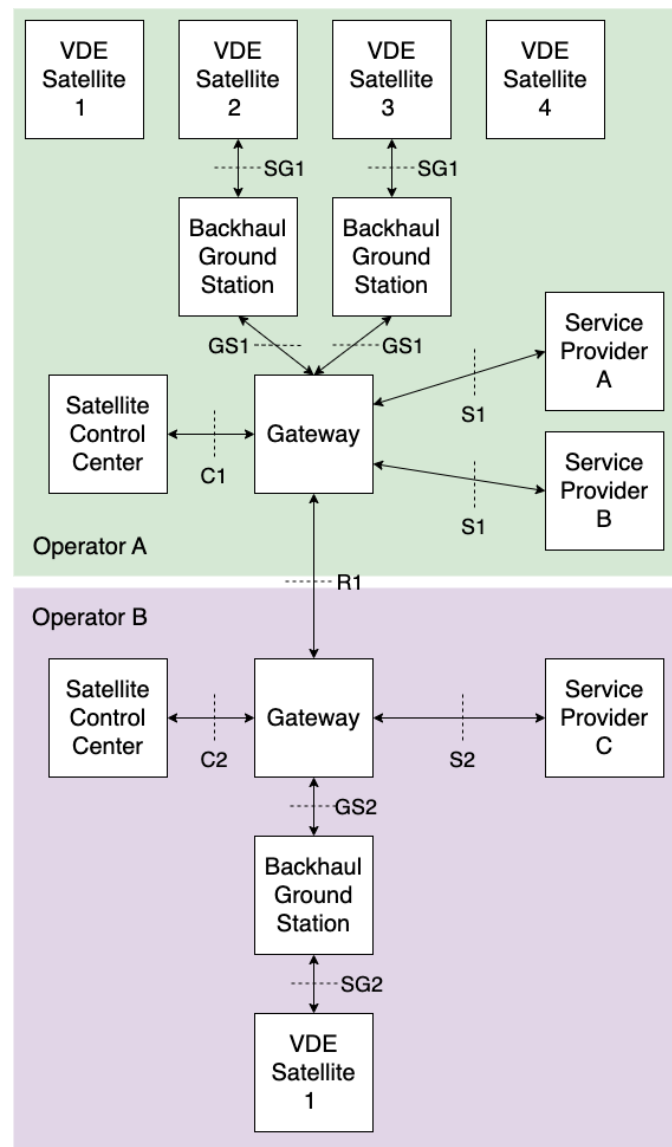 VDE
Satellite
1
VDE
Satellite
2
VDE
Satellite
3
VDE
Satellite
4
SG1
SG1
Backhaul
Ground
Station
Backhaul
Ground
Station
GS1
GS1
Service
Provider
A
Satellite
Control
Center
Gateway
C1
S1
Service
Provider
B
S1
Operator A
R1
Operator B
Satellite
Control
Center
Gateway
Service
Provider
C
C2
S2
GS2
Backhaul
Ground
Station
SG2
VDE
Satellite
1